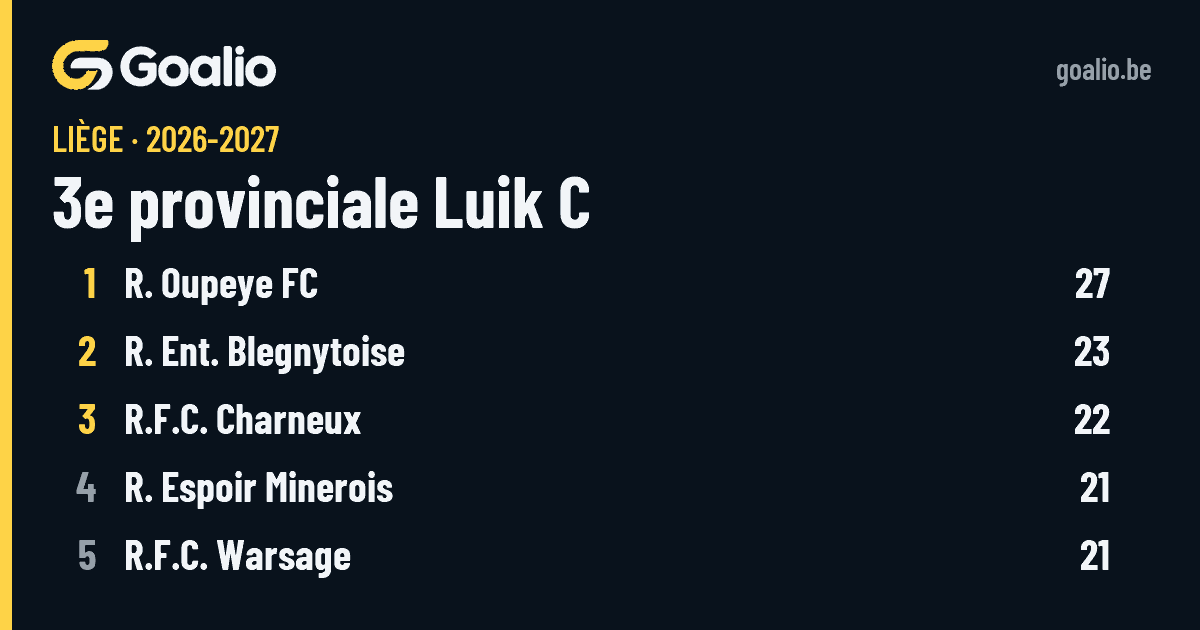 Goalio
goalio.be
LIÈGE · 2026-2027
3e provinciale Luik C
1 R. Oupeye FC 27
2 R. Ent. Blegnytoise 23
3 R.F.C. Charneux 22
4 R. Espoir Minerois 21
5 R.F.C. Warsage 21